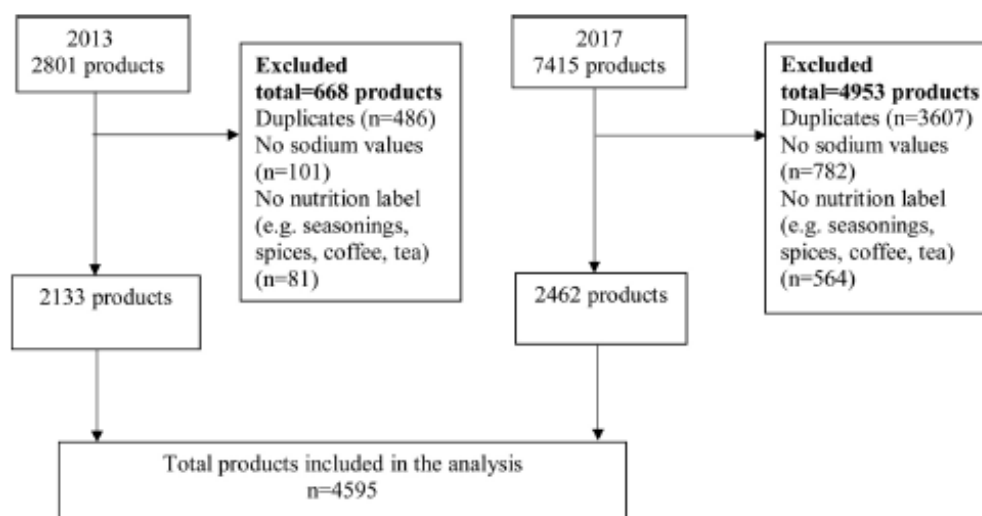 2013
2801 products
Excluded
total=668 products
Duplicates (n=486)
No sodium values
(n=101)
No nutrition label
(e.g. seasonings,
spices, coffee, tea)
(n=81)
2017
7415 products
Excluded
total=4953 products
Duplicates (n=3607)
No sodium values
(n=782)
No nutrition label
(e.g. seasonings,
spices, coffee, tea)
(n=564)
2133 products
2462 products
Total products included in the analysis
n=4595